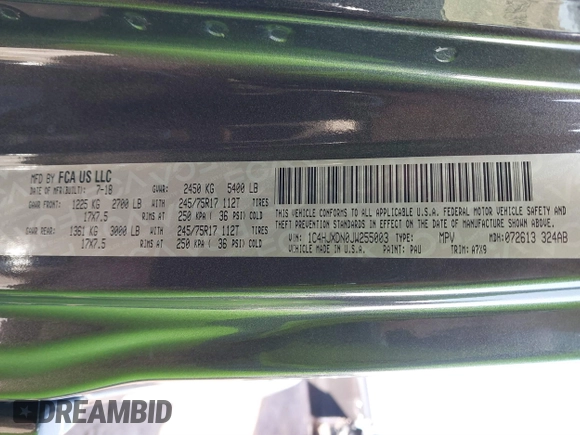 MFD BY FCA US LLC
DATE OF MFR(BUILT): 7-18 GVWR: 2450 KG 5400 LB
GAWR FRONT: 1225 KG 2700 LB WITH 245/75R17 112T TIRES
17X7.5 RIMS AT 250 KPA ( 36 PSI) COLD
GAWR REAR: 1361 KG 3000 LB WITH 245/75R17 112T TIRES
17X7.5 RIMS AT 250 KPA ( 36 PSI) COLD
THIS VEHICLE CONFORMS TO ALL APPLICABLE U.S.A. FEDERAL MOTOR VEHICLE SAFETY AND
THEFT PREVENTION STANDARDS IN EFFECT ON THE DATE OF MANUFACTURE SHOWN ABOVE.
VIN: 1C4HJXDN0JW255003 TYPE: MPV MDH: 072613 324AB
VEHICLE MADE IN U.S.A. PAINT: PAU TRIM: A7X9
DREAMBID